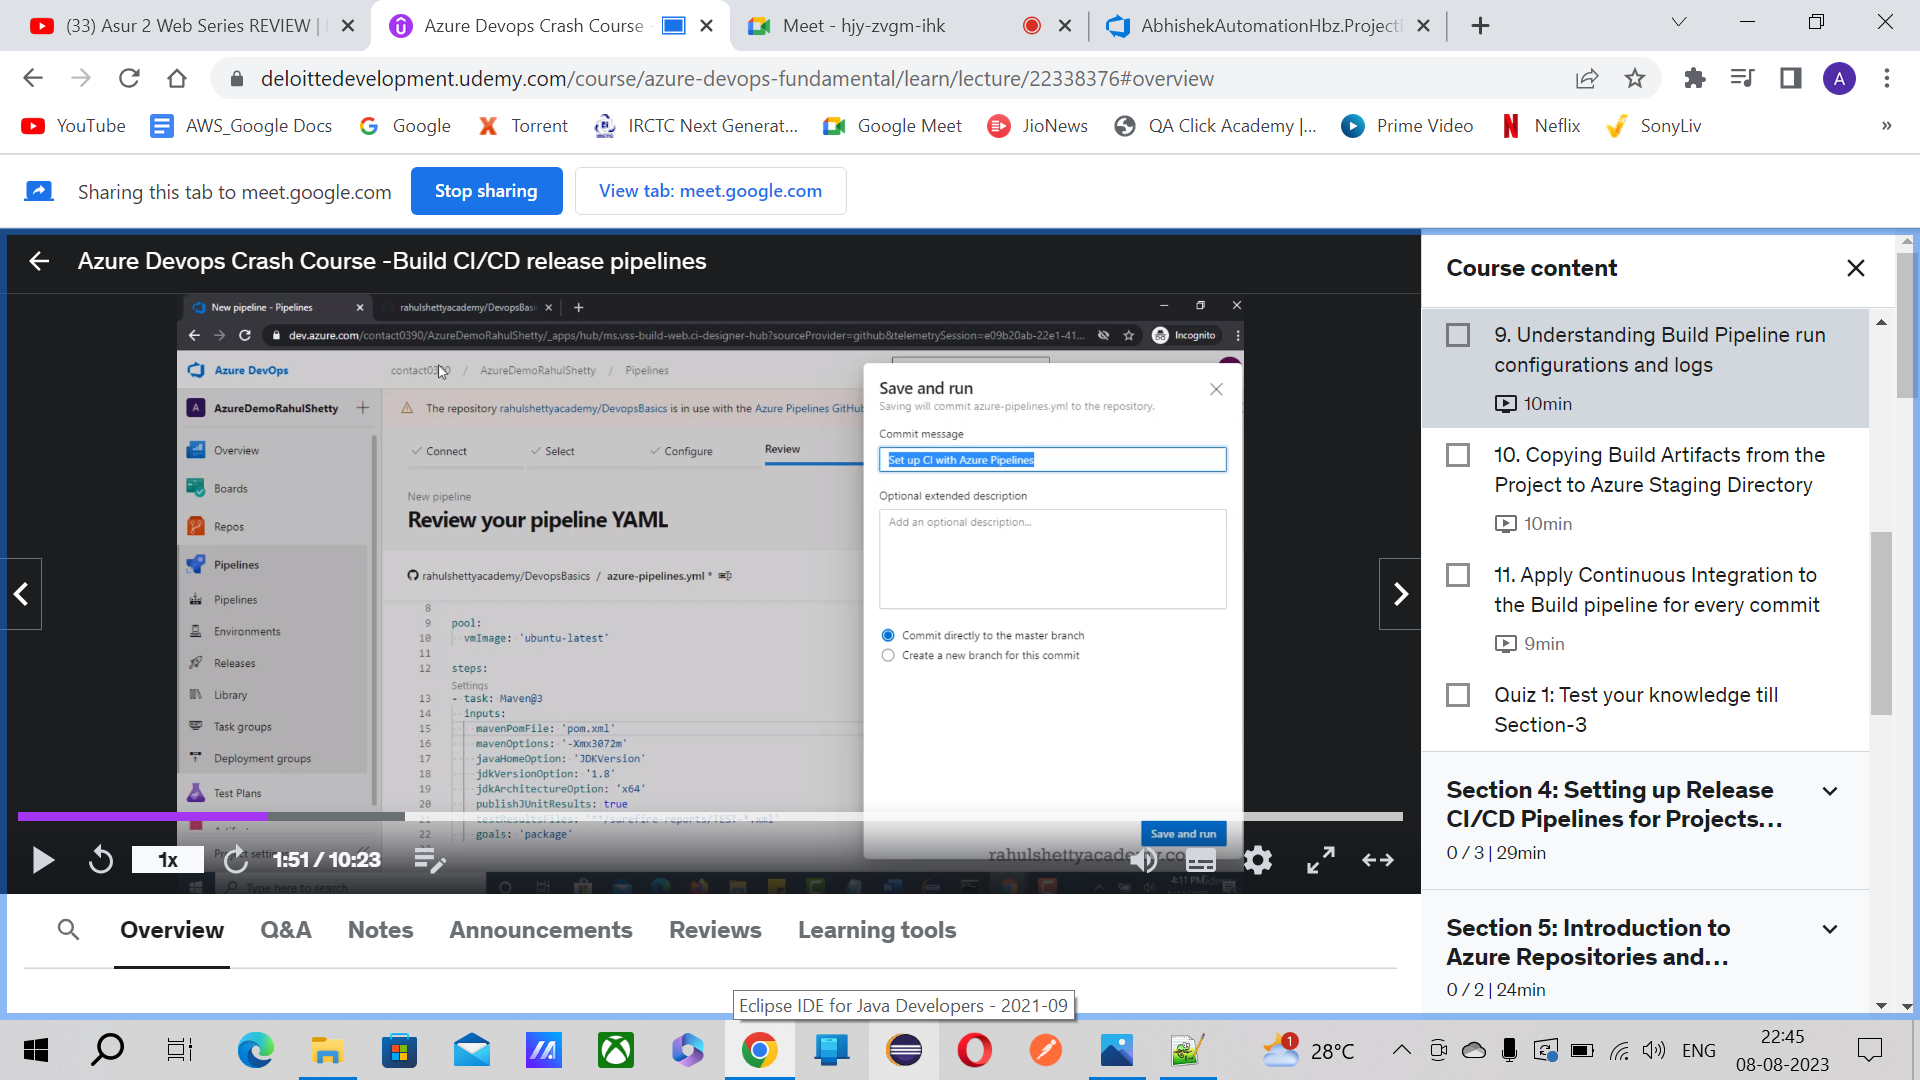 (33) Asur 2 Web Series REVIEW |
Azure Devops Crash Course -
Meet - hjy-zvgm-ihk
AbhishekAutomationHbz.Project
deloittedevelopment.udemy.com/course/azure-devops-fundamental/learn/lecture/22338376#overview
A
YouTube
AWS_Google Docs
Google
Torrent
IRCTC Next Generat...
Google Meet
JioNews
QA Click Academy |...
Prime Video
Neflix
SonyLiv
»
Sharing this tab to meet.google.com
Stop sharing
View tab: meet.google.com
Azure Devops Crash Course -Build CI/CD release pipelines
New pipeline - Pipelines
rahulshettyacademy/DevopsBasi
dev.azure.com/contact0390/AzureDemoRahulShetty/_apps/hub/ms.vss-build-web.ci-designer-hub?sourceProvider=github&telemetrySession=e09b20ab-22e1-41...
Incognito
Azure DevOps
contact0390 / AzureDemoRahulShetty / Pipelines
A AzureDemoRahulShetty +
The repository rahulshettyacademy/DevopsBasics is in use with the Azure Pipelines GitHub
Overview
Boards
Repos
Pipelines
Pipelines
Environments
Releases
Library
Task groups
Deployment groups
Test Plans
Project settings
Connect
Select
Configure
Review
New pipeline
Review your pipeline YAML
rahulshettyacademy/DevopsBasics / azure-pipelines.yml *
8
9 pool:
10 vmImage: 'ubuntu-latest'
11
12 steps:
Settings
13 - task: Maven@3
14 inputs:
15 mavenPomFile: 'pom.xml'
16 mavenOptions: '-Xmx3072m'
17 javaHomeOption: 'JDKVersion'
18 jdkVersionOption: '1.8'
19 jdkArchitectureOption: 'x64'
20 publishJUnitResults: true
21 testResultsFiles: '**/surefire-reports/TEST-*.xml'
22 goals: 'package'
Save and run
Saving will commit azure-pipelines.yml to the repository.
Commit message
Set up CI with Azure Pipelines
Optional extended description
Add an optional description...
Commit directly to the master branch
Create a new branch for this commit
Save and run
rahulshettyacademy.co
Type here to search
4:11 PM
1x
1:51 / 10:23
Course content
9. Understanding Build Pipeline run
configurations and logs
10min
10. Copying Build Artifacts from the
Project to Azure Staging Directory
10min
11. Apply Continuous Integration to
the Build pipeline for every commit
9min
Quiz 1: Test your knowledge till
Section-3
Section 4: Setting up Release
CI/CD Pipelines for Projects...
0 / 3 | 29min
Section 5: Introduction to
Azure Repositories and...
0 / 2 | 24min
Overview
Q&A
Notes
Announcements
Reviews
Learning tools
Eclipse IDE for Java Developers - 2021-09
1
28°C
ENG
22:45
08-08-2023